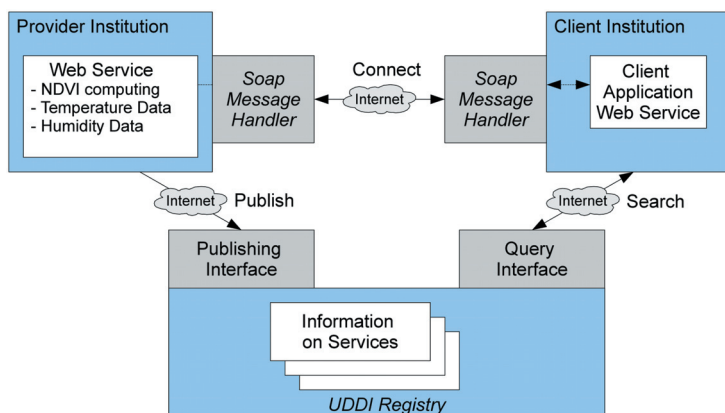 Provider Institution
Web Service
- NDVI computing
- Temperature Data
- Humidity Data
Soap
Message
Handler
Connect
Internet
Soap
Message
Handler
Client Institution
Client
Application
Web Service
Internet
Publish
Internet
Search
Publishing
Interface
Query
Interface
Information
on Services
UDDI Registry